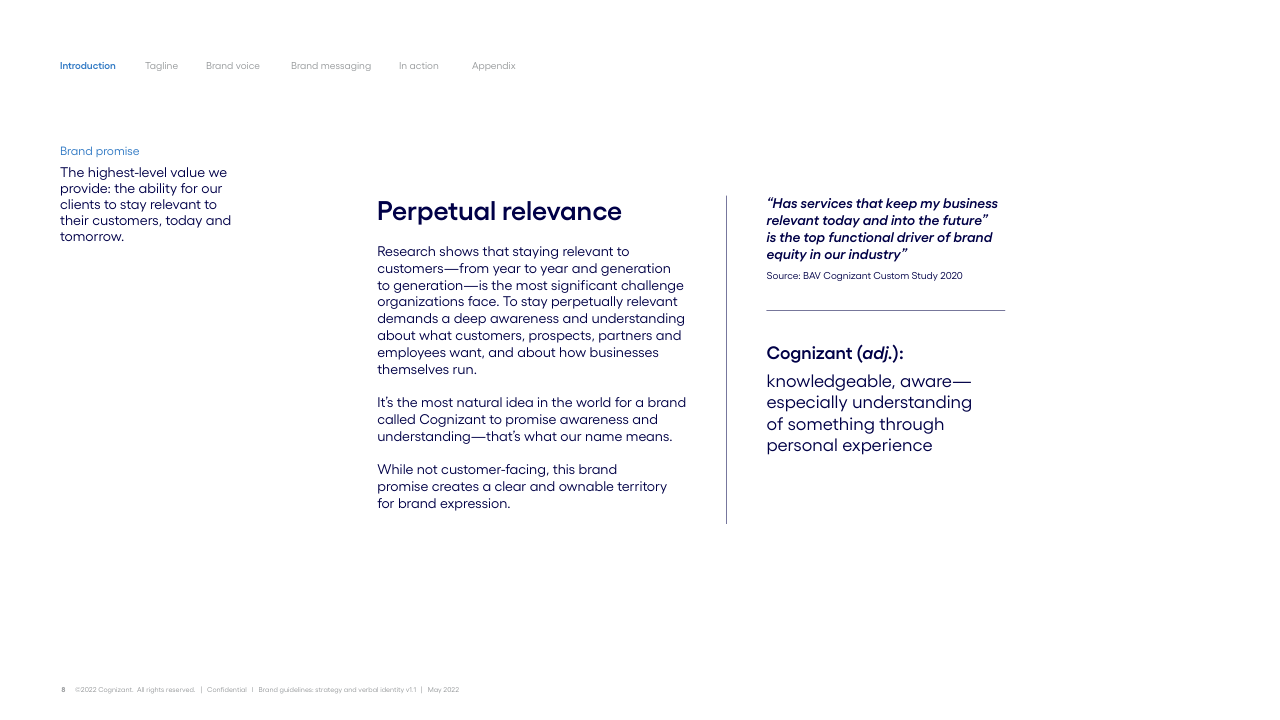 Introduction Tagline Brand voice Brand messaging In action Appendix
Brand promise
The highest-level value we
provide: the ability for our
clients to stay relevant to
their customers, today and
tomorrow.
Perpetual relevance
Research shows that staying relevant to
customers—from year to year and generation
to generation—is the most significant challenge
organizations face. To stay perpetually relevant
demands a deep awareness and understanding
about what customers, prospects, partners and
employees want, and about how businesses
themselves run.
It’s the most natural idea in the world for a brand
called Cognizant to promise awareness and
understanding—that’s what our name means.
While not customer-facing, this brand
promise creates a clear and ownable territory
for brand expression.
“Has services that keep my business
relevant today and into the future”
is the top functional driver of brand
equity in our industry”
Source: BAV Cognizant Custom Study 2020
Cognizant (adj.):
knowledgeable, aware—
especially understanding
of something through
personal experience
8 ©2022 Cognizant. All rights reserved. | Confidential | Brand guidelines: strategy and verbal identity v1.1 | May 2022